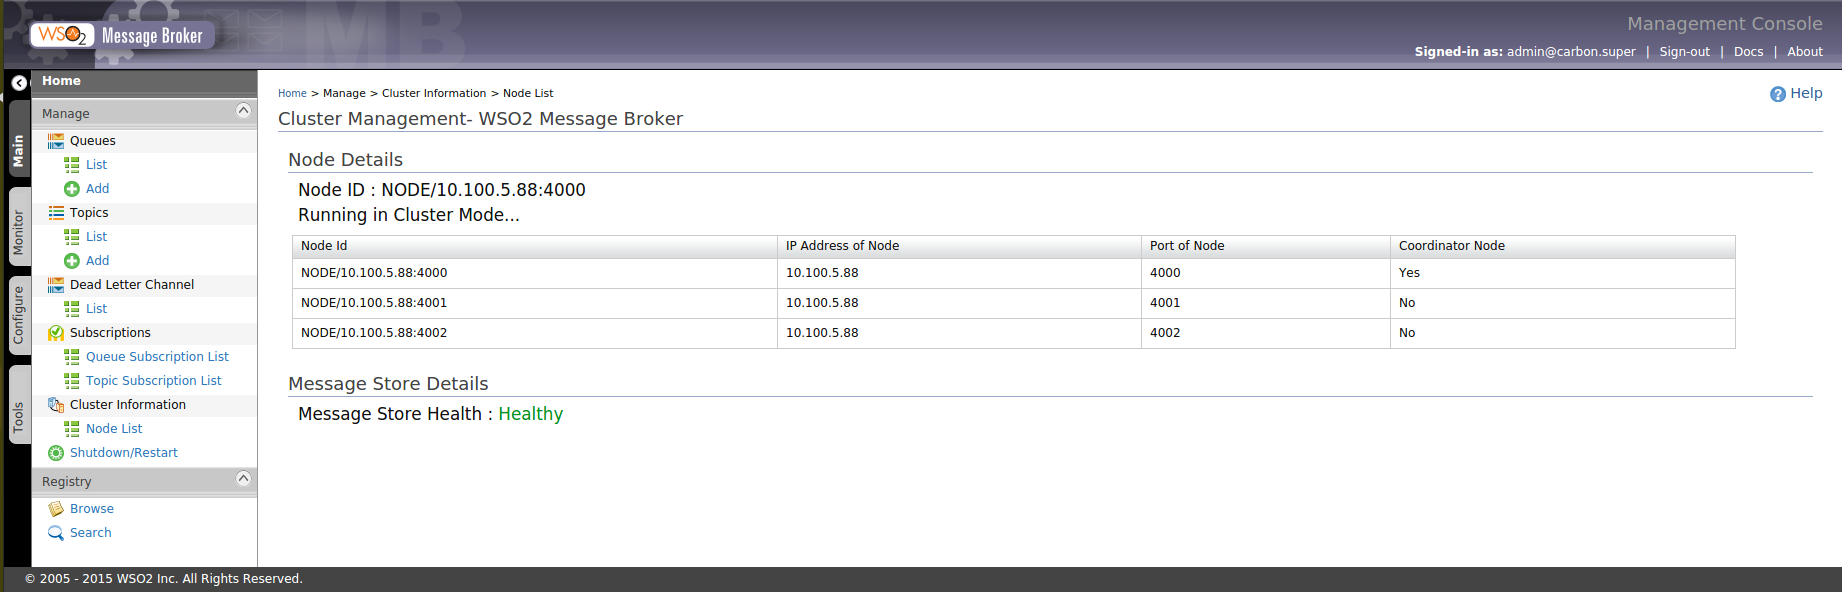 WSO2 Message Broker
MB
Management Console
Signed-in as: admin@carbon.super | Sign-out | Docs | About
Main
Monitor
Configure
Tools
Home
Manage
Queues
List
Add
Topics
List
Add
Dead Letter Channel
List
Subscriptions
Queue Subscription List
Topic Subscription List
Cluster Information
Node List
Shutdown/Restart
Registry
Browse
Search
Home > Manage > Cluster Information > Node List
Help
Cluster Management- WSO2 Message Broker
Node Details
Node ID : NODE/10.100.5.88:4000
Running in Cluster Mode...
Node Id IP Address of Node Port of Node Coordinator Node
NODE/10.100.5.88:4000 10.100.5.88 4000 Yes
NODE/10.100.5.88:4001 10.100.5.88 4001 No
NODE/10.100.5.88:4002 10.100.5.88 4002 No
Message Store Details
Message Store Health : Healthy
© 2005 - 2015 WSO2 Inc. All Rights Reserved.